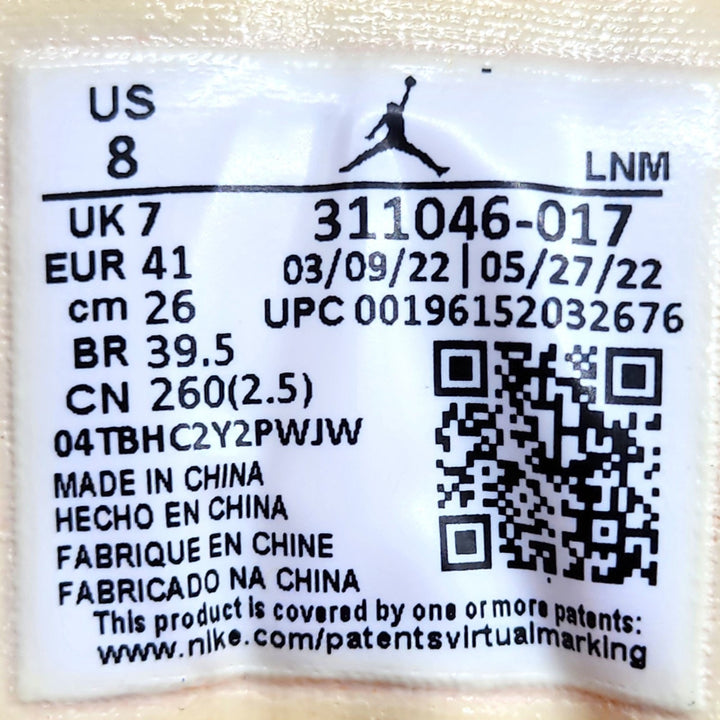 US
8
LNM
UK 7
311046-017
EUR 41
03/09/22 | 05/27/22
cm 26
UPC 00196152032676
BR 39.5
CN 260(2.5)
04TBHC2Y2PWJW
MADE IN CHINA
HECHO EN CHINA
FABRIQUE EN CHINE
FABRICADO NA CHINA
This product is covered by one or more patents:
www.nike.com/patentsvirtualmarking